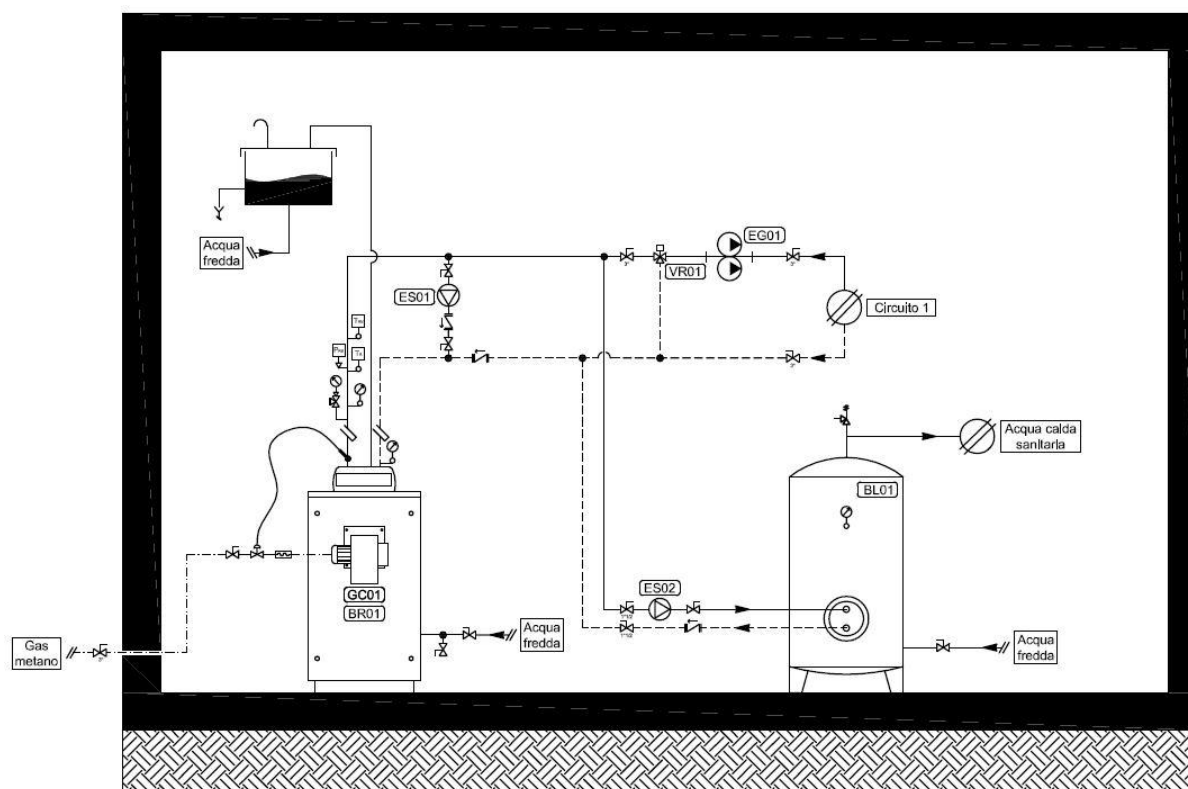 Acqua
fredda
EG01
VR01
ES01
Circuito 1
Acqua calda
sanitaria
BL01
GC01
BR01
ES02
Acqua
fredda
Gas
metano
Acqua
fredda